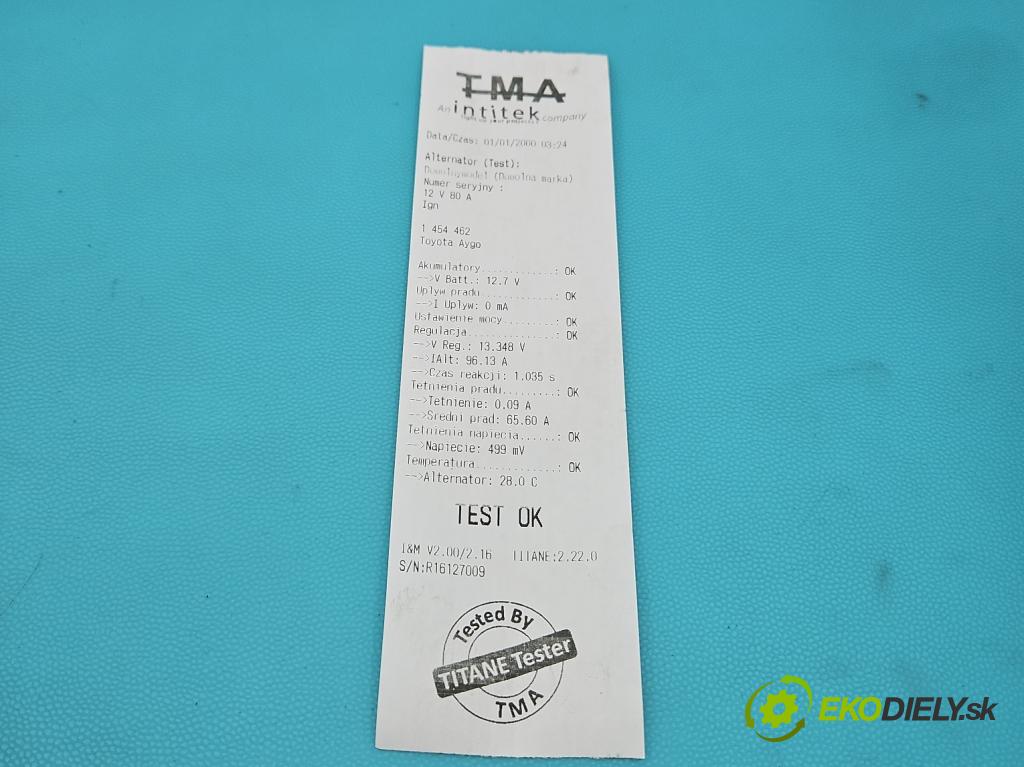 TMA
An intitek company
light up your projects!
Data/Czas: 01/01/2000 03:24
Alternator (Test):
Dowolnymodel (Dowolna marka)
Numer seryjny :
12 V 80 A
Ign
1 454 462
Toyota Aygo
Akumulatory............: OK
-->V Batt.: 12.7 V
Uplyw pradu............: OK
-->I Uplyw: 0 mA
Ustawienie mocy........: OK
Regulacja..............: OK
-->V Reg.: 13.348 V
-->IAlt: 96.13 A
-->Czas reakcji: 1.035 s
Tetnienia pradu........: OK
-->Tetnienie: 0.09 A
-->Sredni prad: 65.60 A
Tetnienia napiecia.....: OK
-->Napiecie: 499 mV
Temperatura............: OK
-->Alternator: 28.0 C
TEST OK
I&M V2.00/2.16 TITANE:2.22.0
S/N:R16127009
Tested By
TITANE Tester
TMA
EKODIELY.sk